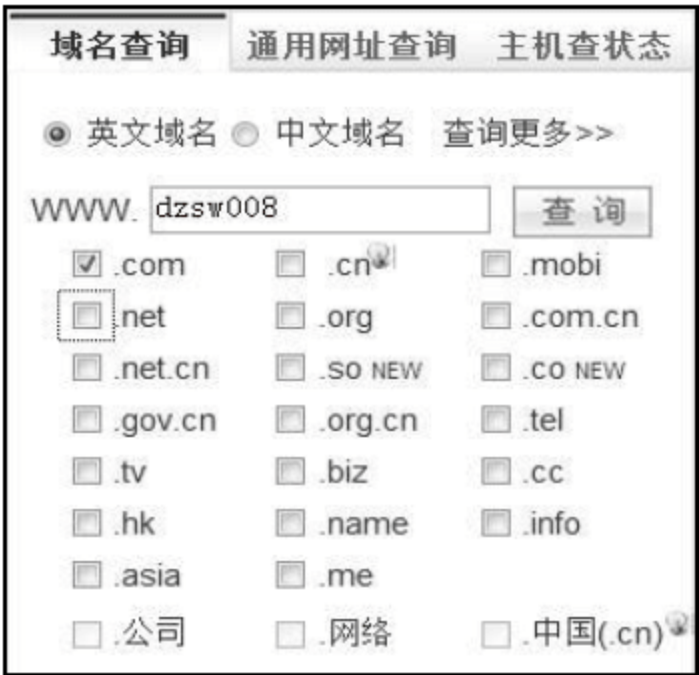 域名查询 通用网址查询 主机查状态
英文域名 中文域名 查询更多>>
WWW. dzsw008 查 询
.com .cn .mobi
.net .org .com.cn
.net.cn .so NEW .co NEW
.gov.cn .org.cn .tel
.tv .biz .cc
.hk .name .info
.asia .me
.公司 .网络 .中国(.cn)